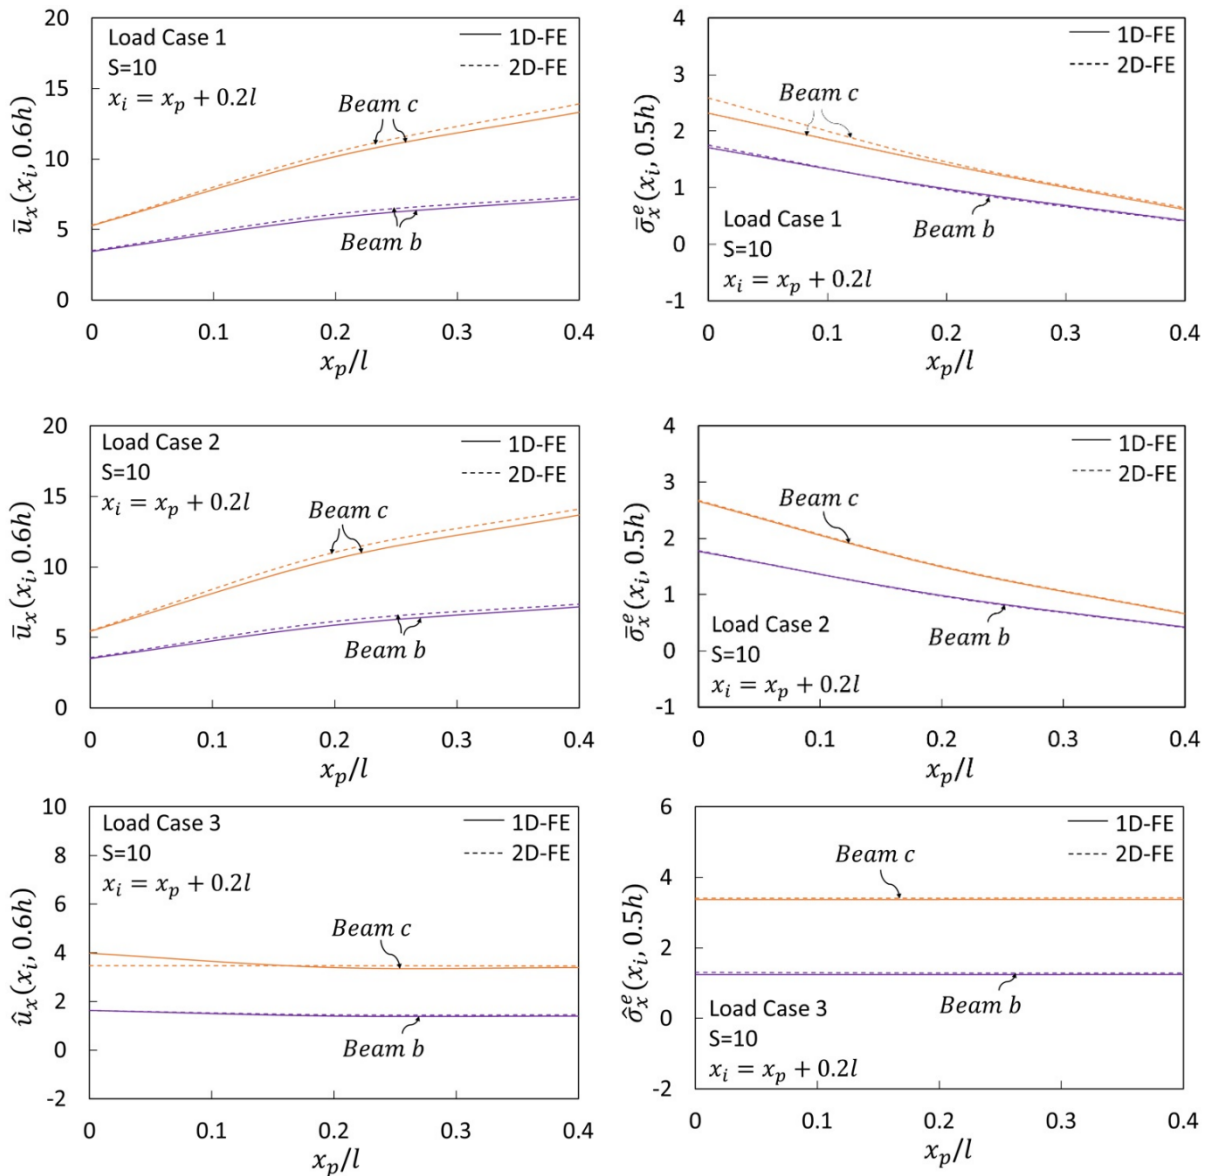 20
15
10
5
0
Load Case 1
S=10
x_i = x_p + 0.2l
1D-FE
2D-FE
Beam c
Beam b
ū_x(x_i, 0.6h)
0 0.1 0.2 0.3 0.4
x_p/l
4
3
2
1
0
-1
1D-FE
2D-FE
Beam c
Beam b
Load Case 1
S=10
x_i = x_p + 0.2l
σ̄_x^e(x_i, 0.5h)
0 0.1 0.2 0.3 0.4
x_p/l
20
15
10
5
0
Load Case 2
S=10
x_i = x_p + 0.2l
1D-FE
2D-FE
Beam c
Beam b
ū_x(x_i, 0.6h)
0 0.1 0.2 0.3 0.4
x_p/l
4
3
2
1
0
-1
1D-FE
2D-FE
Beam c
Beam b
Load Case 2
S=10
x_i = x_p + 0.2l
σ̄_x^e(x_i, 0.5h)
0 0.1 0.2 0.3 0.4
x_p/l
10
8
6
4
2
0
-2
Load Case 3
S=10
x_i = x_p + 0.2l
1D-FE
2D-FE
Beam c
Beam b
û_x(x_i, 0.6h)
0 0.1 0.2 0.3 0.4
x_p/l
6
4
2
0
-2
1D-FE
2D-FE
Beam c
Beam b
Load Case 3
S=10
x_i = x_p + 0.2l
σ̂_x^e(x_i, 0.5h)
0 0.1 0.2 0.3 0.4
x_p/l